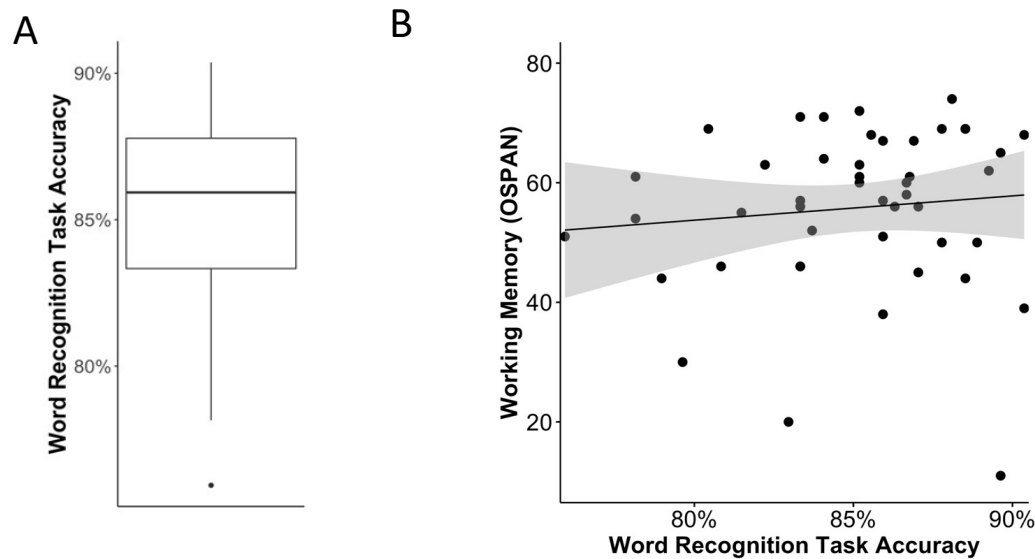 A
Word Recognition Task Accuracy
90%
85%
80%
B
Working Memory (OSPAN)
80
60
40
20
80%
85%
90%
Word Recognition Task Accuracy